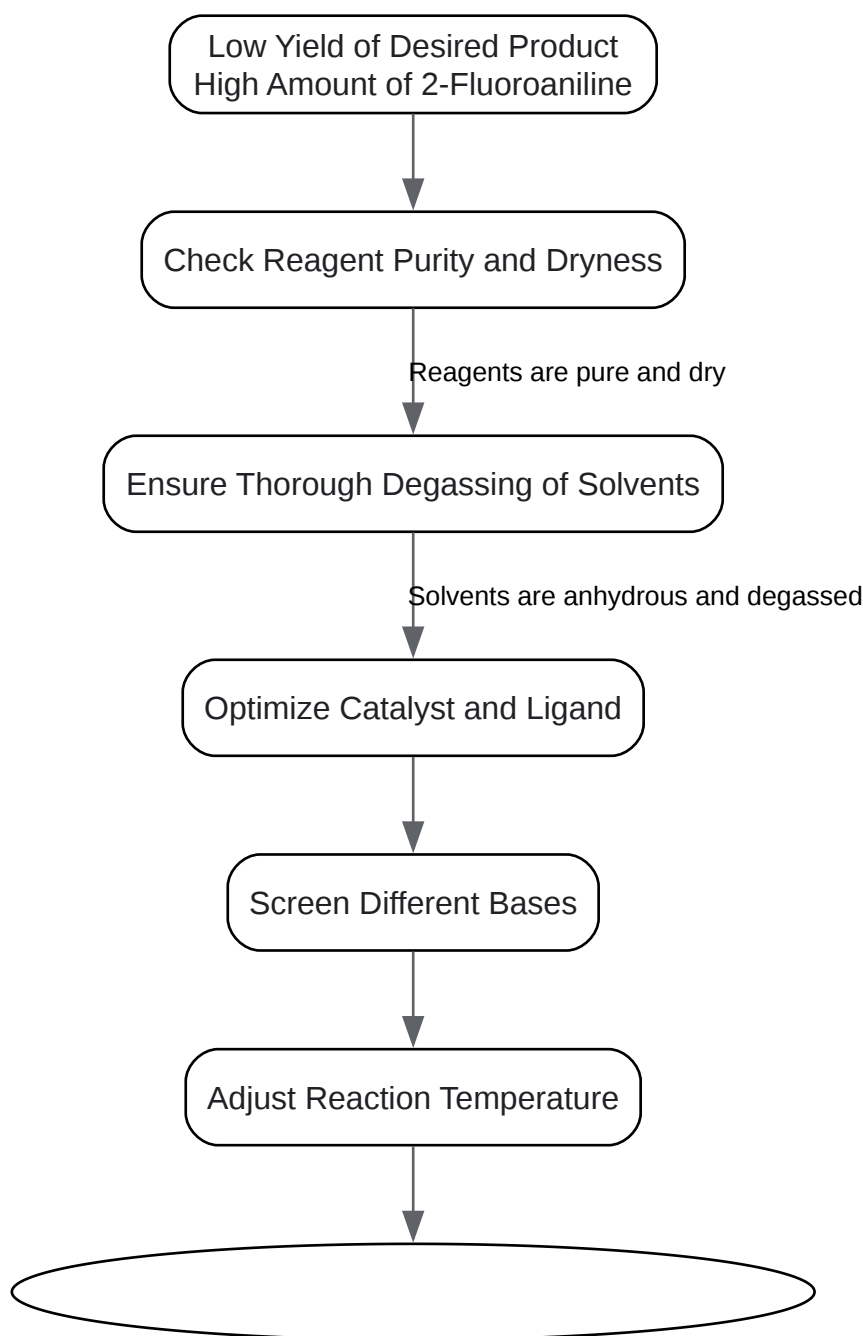 Low Yield of Desired Product
High Amount of 2-Fluoroaniline
Check Reagent Purity and Dryness
Reagents are pure and dry
Ensure Thorough Degassing of Solvents
Solvents are anhydrous and degassed
Optimize Catalyst and Ligand
Screen Different Bases
Adjust Reaction Temperature